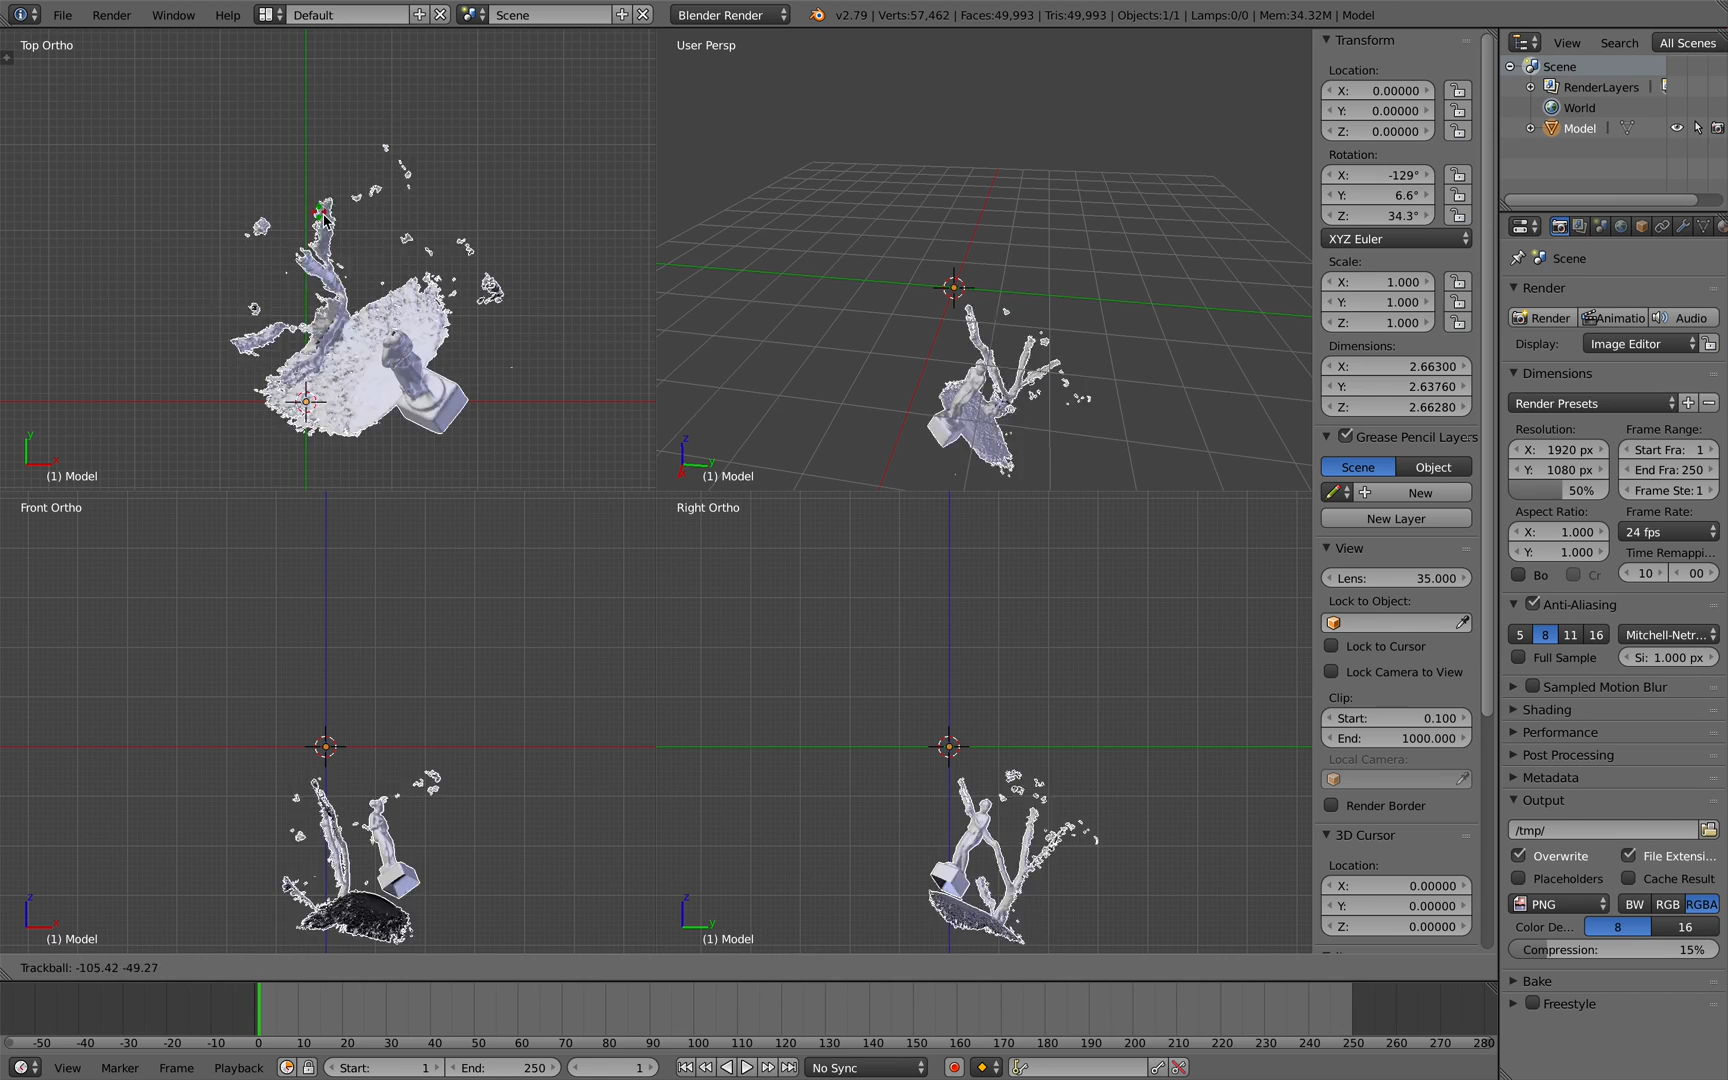 File Render Window Help Default Scene Blender Render v2.79 | Verts:57,462 | Faces:49,993 | Tris:49,993 | Objects:1/1 | Lamps:0/0 | Mem:34.32M | Model
Top Ortho
(1) Model
User Persp
(1) Model
Front Ortho
(1) Model
Right Ortho
(1) Model
Transform
Location:
X: 0.00000
Y: 0.00000
Z: 0.00000
Rotation:
X: -129°
Y: 6.6°
Z: 34.3°
XYZ Euler
Scale:
X: 1.000
Y: 1.000
Z: 1.000
Dimensions:
X: 2.66300
Y: 2.63760
Z: 2.66280
Grease Pencil Layers
Scene Object
New
New Layer
View
Lens: 35.000
Lock to Object:
Lock to Cursor
Lock Camera to View
Clip:
Start: 0.100
End: 1000.000
Local Camera:
Render Border
3D Cursor
Location:
X: 0.00000
Y: 0.00000
Z: 0.00000
View Search All Scenes
Scene
RenderLayers
World
Model
Scene
Render
Render Animatio Audio
Display: Image Editor
Dimensions
Render Presets
Resolution: Frame Range:
X: 1920 px Start Fra: 1
Y: 1080 px End Fra: 250
50% Frame Ste: 1
Aspect Ratio: Frame Rate:
X: 1.000 24 fps
Y: 1.000 Time Remappi...
Bo Cr 10 00
Anti-Aliasing
5 8 11 16 Mitchell-Netr...
Full Sample Si: 1.000 px
Sampled Motion Blur
Shading
Performance
Post Processing
Metadata
Output
/tmp/
Overwrite File Extensi...
Placeholders Cache Result
PNG BW RGB RGBA
Color De... 8 16
Compression: 15%
Bake
Freestyle
Trackball: -105.42 -49.27
-50 -40 -30 -20 -10 0 10 20 30 40 50 60 70 80 90 100 110 120 130 140 150 160 170 180 190 200 210 220 230 240 250 260 270 280
View Marker Frame Playback Start: 1 End: 250 1 No Sync